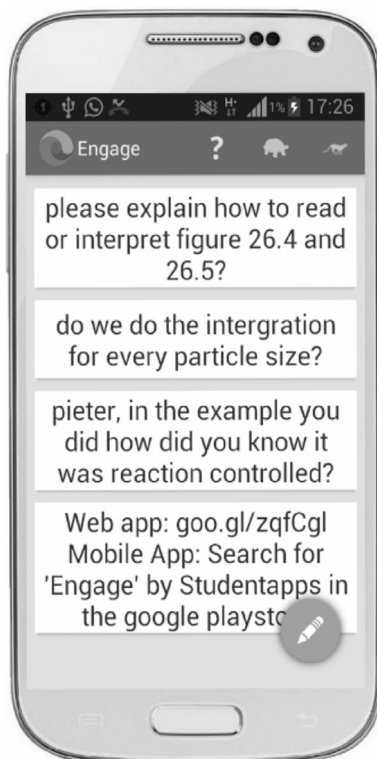 1% 17:26
Engage ?
please explain how to read
or interpret figure 26.4 and
26.5?
do we do the intergration
for every particle size?
pieter, in the example you
did how did you know it
was reaction controlled?
Web app: goo.gl/zqfCgl
Mobile App: Search for
'Engage' by Studentapps in
the google playsto